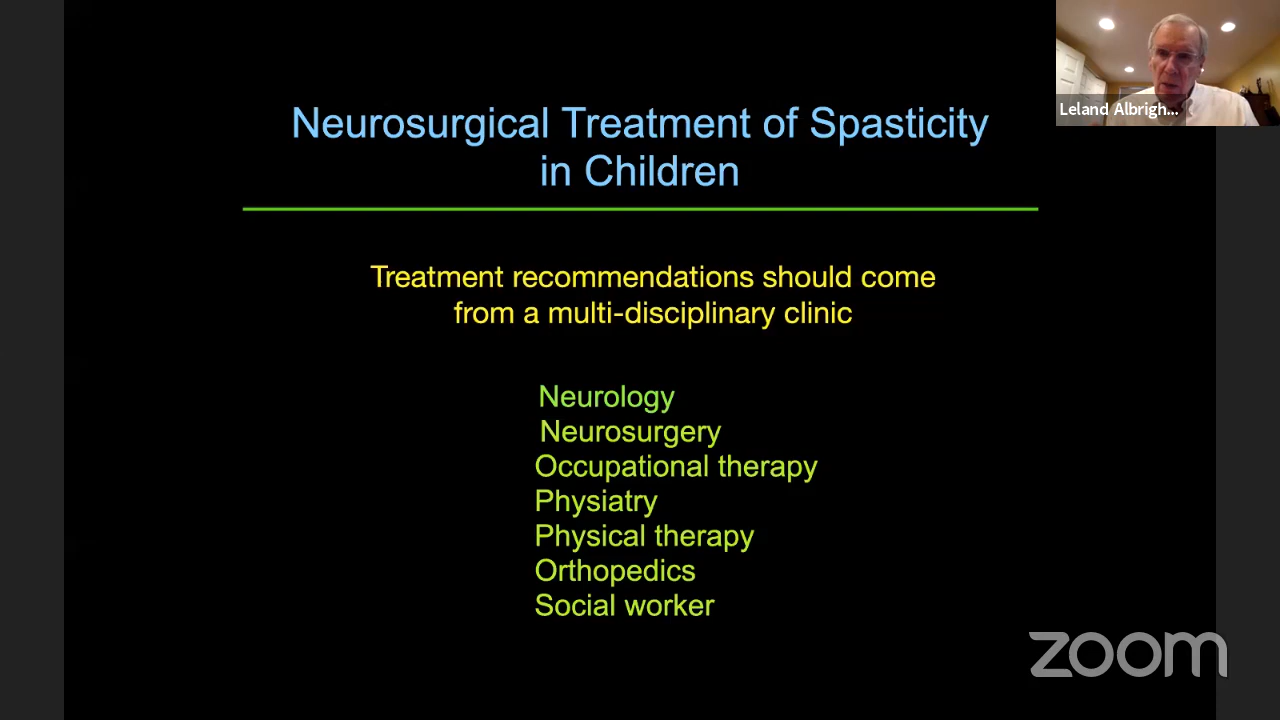 Neurosurgical Treatment of Spasticity
in Children
Treatment recommendations should come
from a multi-disciplinary clinic
Neurology
Neurosurgery
Occupational therapy
Physiatry
Physical therapy
Orthopedics
Social worker
Leland Albrigh...
zoom